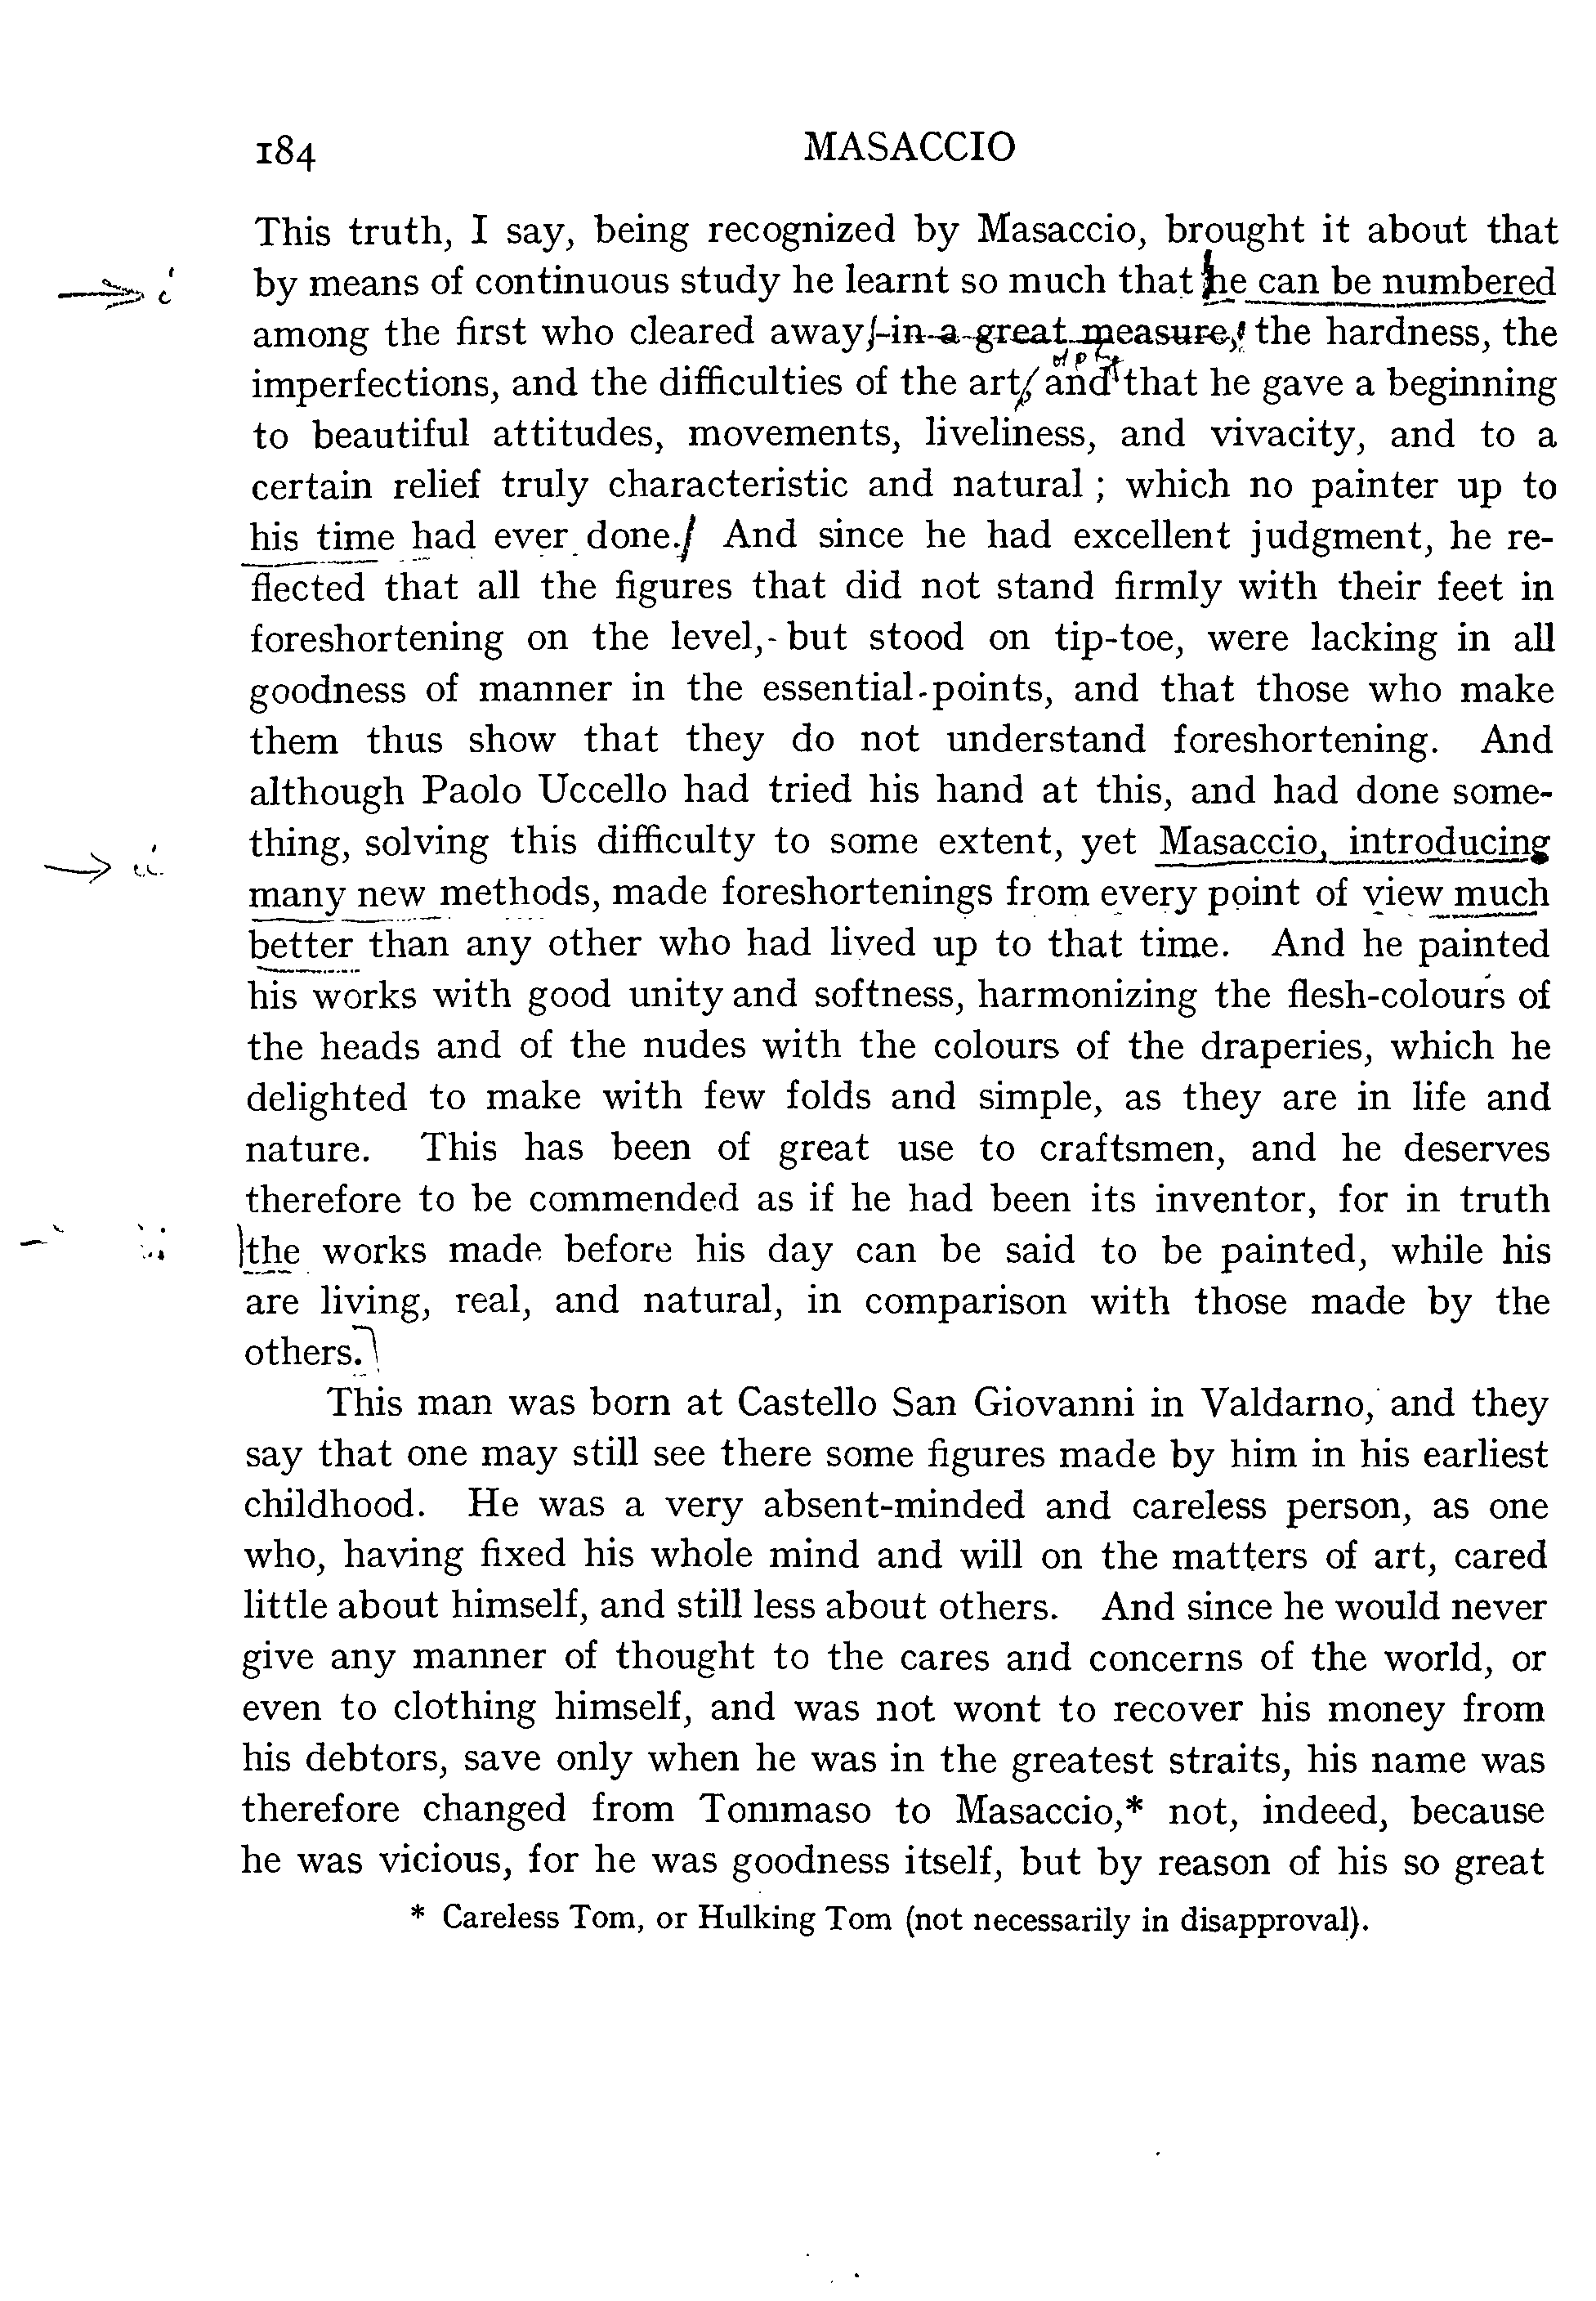 184 MASACCIO
This truth, I say, being recognized by Masaccio, brought it about that
by means of continuous study he learnt so much that he can be numbered
among the first who cleared away, in a great measure, the hardness, the
imperfections, and the difficulties of the art, and that he gave a beginning
to beautiful attitudes, movements, liveliness, and vivacity, and to a
certain relief truly characteristic and natural ; which no painter up to
his time had ever done. And since he had excellent judgment, he re-
flected that all the figures that did not stand firmly with their feet in
foreshortening on the level, but stood on tip-toe, were lacking in all
goodness of manner in the essential points, and that those who make
them thus show that they do not understand foreshortening. And
although Paolo Uccello had tried his hand at this, and had done some-
thing, solving this difficulty to some extent, yet Masaccio, introducing
many new methods, made foreshortenings from every point of view much
better than any other who had lived up to that time. And he painted
his works with good unity and softness, harmonizing the flesh-colours of
the heads and of the nudes with the colours of the draperies, which he
delighted to make with few folds and simple, as they are in life and
nature. This has been of great use to craftsmen, and he deserves
therefore to be commended as if he had been its inventor, for in truth
the works made before his day can be said to be painted, while his
are living, real, and natural, in comparison with those made by the
others.
This man was born at Castello San Giovanni in Valdarno, and they
say that one may still see there some figures made by him in his earliest
childhood. He was a very absent-minded and careless person, as one
who, having fixed his whole mind and will on the matters of art, cared
little about himself, and still less about others. And since he would never
give any manner of thought to the cares and concerns of the world, or
even to clothing himself, and was not wont to recover his money from
his debtors, save only when he was in the greatest straits, his name was
therefore changed from Tommaso to Masaccio,* not, indeed, because
he was vicious, for he was goodness itself, but by reason of his so great
* Careless Tom, or Hulking Tom (not necessarily in disapproval).